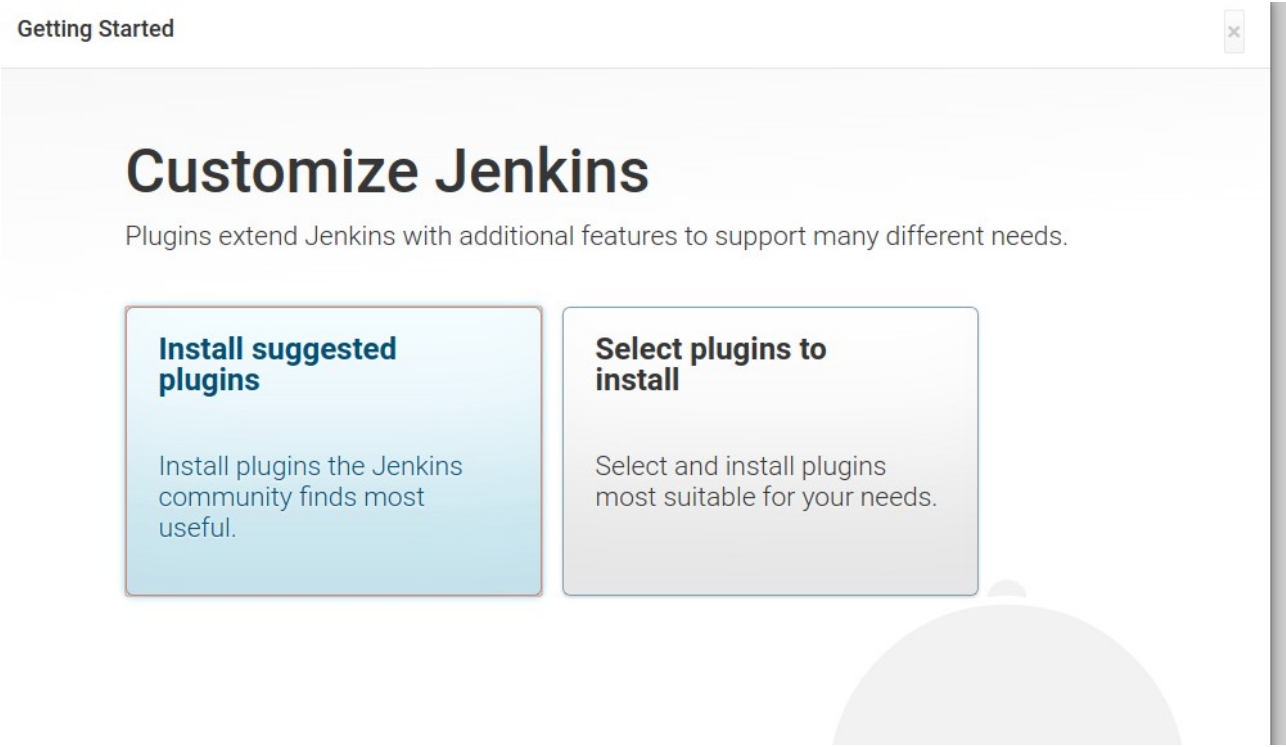 Getting Started
×
Customize Jenkins
Plugins extend Jenkins with additional features to support many different needs.
Install suggested
plugins
Install plugins the Jenkins
community finds most
useful.
Select plugins to
install
Select and install plugins
most suitable for your needs.